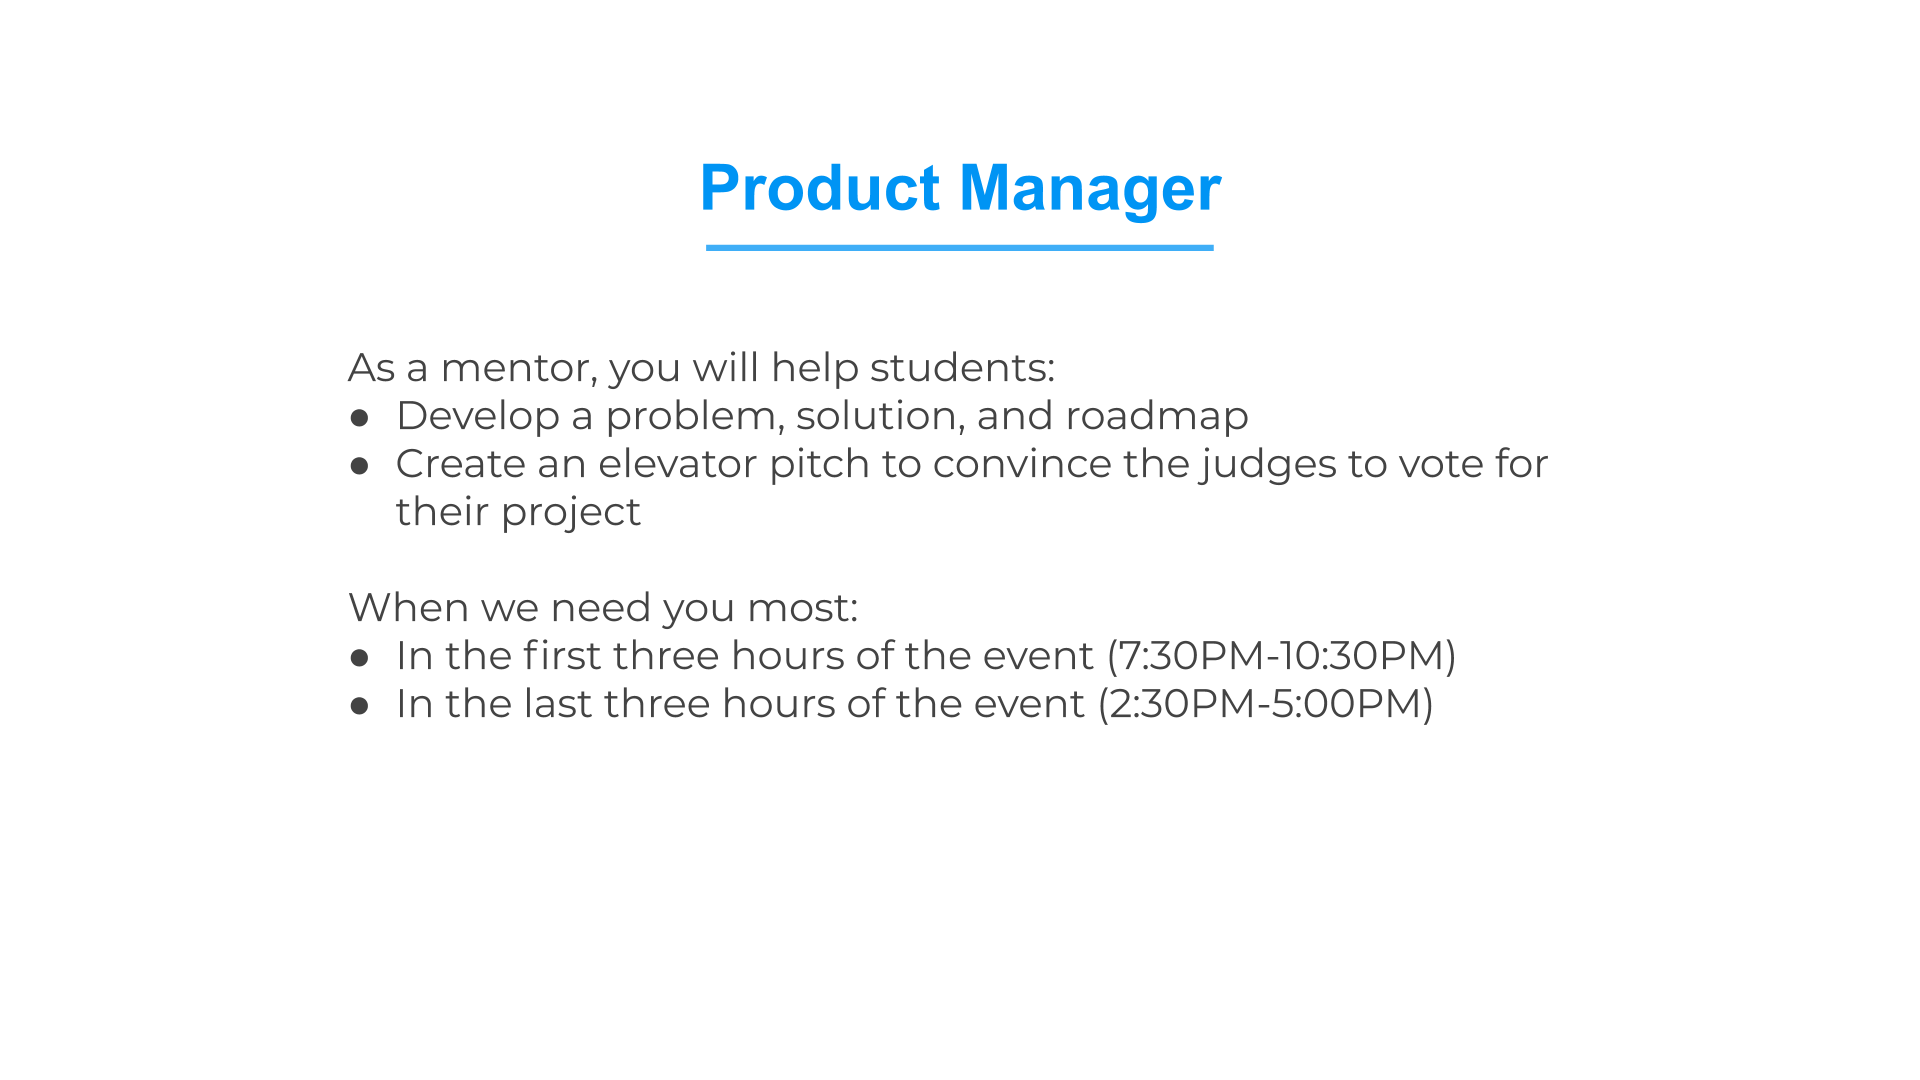 Product Manager
As a mentor, you will help students:
● Develop a problem, solution, and roadmap
● Create an elevator pitch to convince the judges to vote for
their project
When we need you most:
● In the first three hours of the event (7:30PM-10:30PM)
● In the last three hours of the event (2:30PM-5:00PM)